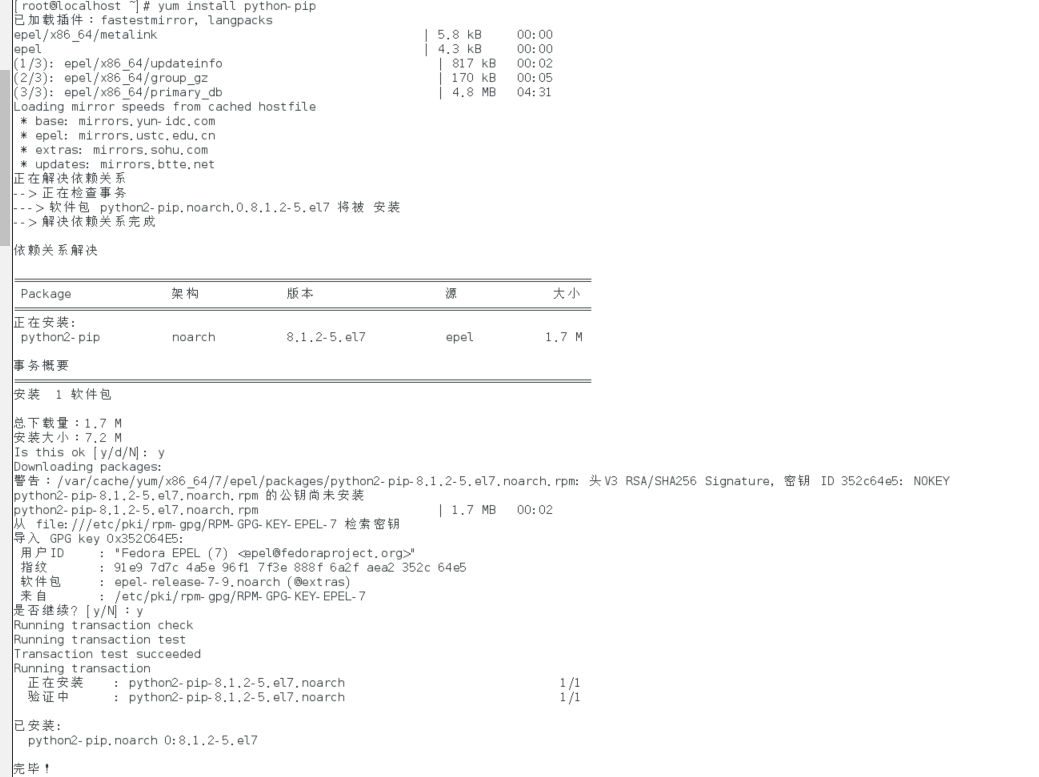 [root@localhost ~]# yum install python-pip
已加载插件：fastestmirror, langpacks
epel/x86_64/metalink | 5.8 kB 00:00
epel | 4.3 kB 00:00
(1/3): epel/x86_64/updateinfo | 817 kB 00:02
(2/3): epel/x86_64/group_gz | 170 kB 00:05
(3/3): epel/x86_64/primary_db | 4.8 MB 04:31
Loading mirror speeds from cached hostfile
* base: mirrors.yun-idc.com
* epel: mirrors.ustc.edu.cn
* extras: mirrors.sohu.com
* updates: mirrors.btte.net
正在解决依赖关系
--> 正在检查事务
---> 软件包 python2-pip.noarch.0.8.1.2-5.el7 将被 安装
--> 解决依赖关系完成
依赖关系解决
Package 架构 版本 源 大小
正在安装:
python2-pip noarch 8.1.2-5.el7 epel 1.7 M
事务概要
安装 1 软件包
总下载量：1.7 M
安装大小：7.2 M
Is this ok [y/d/N]: y
Downloading packages:
警告：/var/cache/yum/x86_64/7/epel/packages/python2-pip-8.1.2-5.el7.noarch.rpm: 头V3 RSA/SHA256 Signature, 密钥 ID 352c64e5: NOKEY
python2-pip-8.1.2-5.el7.noarch.rpm 的公钥尚未安装
python2-pip-8.1.2-5.el7.noarch.rpm | 1.7 MB 00:02
从 file:///etc/pki/rpm-gpg/RPM-GPG-KEY-EPEL-7 检索密钥
导入 GPG key 0x352C64E5:
用户ID : "Fedora EPEL (7) <epel@fedoraproject.org>"
指纹 : 91e9 7d7c 4a5e 96f1 7f3e 888f 6a2f aea2 352c 64e5
软件包 : epel-release-7-9.noarch (@extras)
来自 : /etc/pki/rpm-gpg/RPM-GPG-KEY-EPEL-7
是否继续？[y/N]：y
Running transaction check
Running transaction test
Transaction test succeeded
Running transaction
正在安装 : python2-pip-8.1.2-5.el7.noarch 1/1
验证中 : python2-pip-8.1.2-5.el7.noarch 1/1
已安装:
python2-pip.noarch 0:8.1.2-5.el7
完毕！